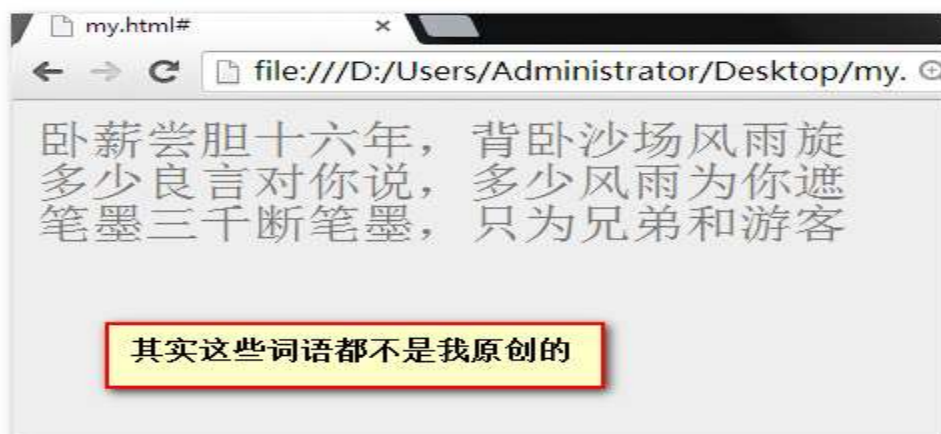 my.html#
file:///D:/Users/Administrator/Desktop/my.
卧薪尝胆十六年，背卧沙场风雨旋
多少良言对你说，多少风雨为你遮
笔墨三千断笔墨，只为兄弟和游客
其实这些词语都不是我原创的